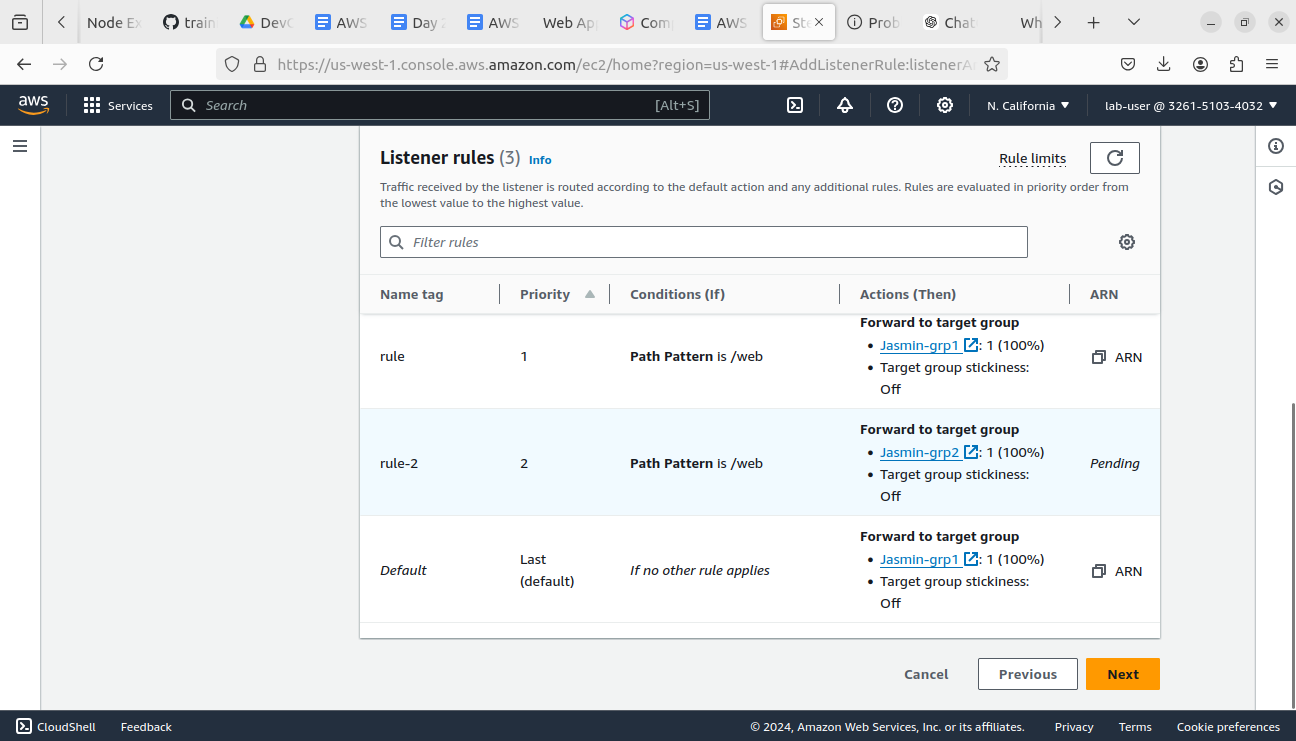 Node Ex
train
DevO
AWS
Day 2
AWS
Web App
Com
AWS
Ste
Prob
Chat
Wh
https://us-west-1.console.aws.amazon.com/ec2/home?region=us-west-1#AddListenerRule:listenerA
aws
Services
Search
[Alt+S]
N. California
lab-user @ 3261-5103-4032
Listener rules (3) Info
Rule limits
Traffic received by the listener is routed according to the default action and any additional rules. Rules are evaluated in priority order from
the lowest value to the highest value.
Filter rules
Name tag
Priority
Conditions (If)
Actions (Then)
ARN
rule
1
Path Pattern is /web
Forward to target group
• Jasmin-grp1 : 1 (100%)
• Target group stickiness:
Off
ARN
rule-2
2
Path Pattern is /web
Forward to target group
• Jasmin-grp2 : 1 (100%)
• Target group stickiness:
Off
Pending
Default
Last
(default)
If no other rule applies
Forward to target group
• Jasmin-grp1 : 1 (100%)
• Target group stickiness:
Off
ARN
Cancel
Previous
Next
CloudShell
Feedback
© 2024, Amazon Web Services, Inc. or its affiliates.
Privacy
Terms
Cookie preferences